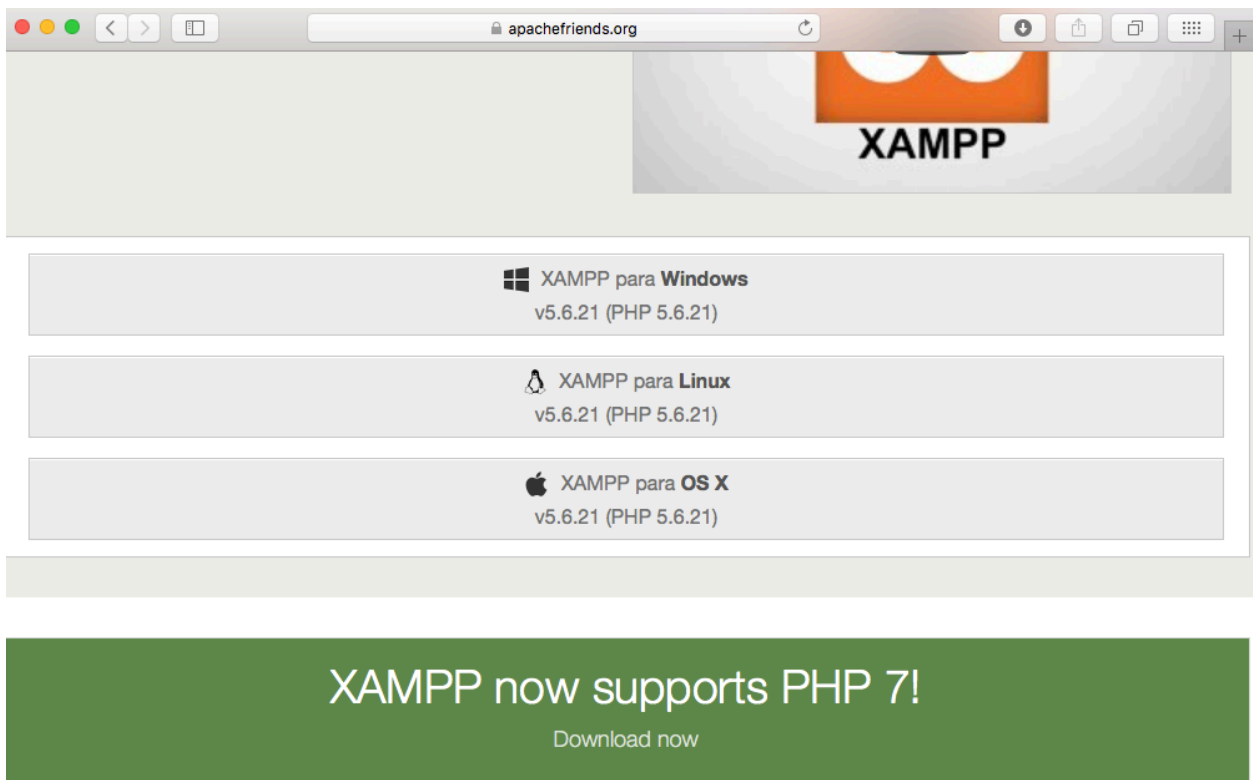 apachefriends.org
XAMPP
XAMPP para Windows
v5.6.21 (PHP 5.6.21)
XAMPP para Linux
v5.6.21 (PHP 5.6.21)
XAMPP para OS X
v5.6.21 (PHP 5.6.21)
XAMPP now supports PHP 7!
Download now